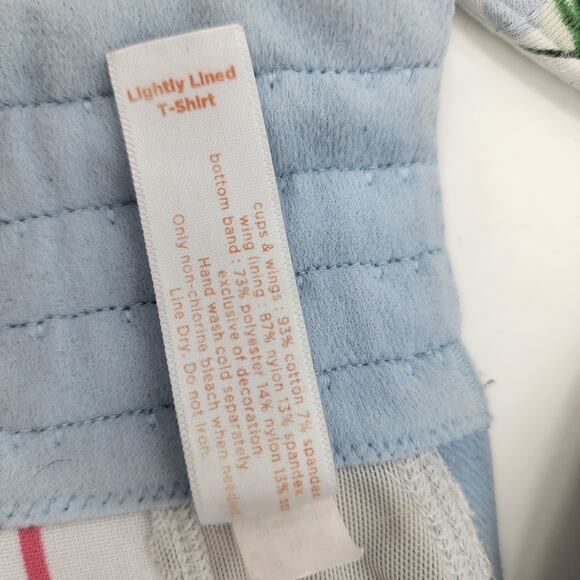 Lightly Lined
T-Shirt
cups & wings : 93% cotton 7% spandex
wing lining : 87% nylon 13% spandex
bottom band : 73% polyester 14% nylon 13% sp
exclusive of decoration
Hand wash cold separately.
Only non-chlorine bleach when needed
Line Dry. Do not Iron.